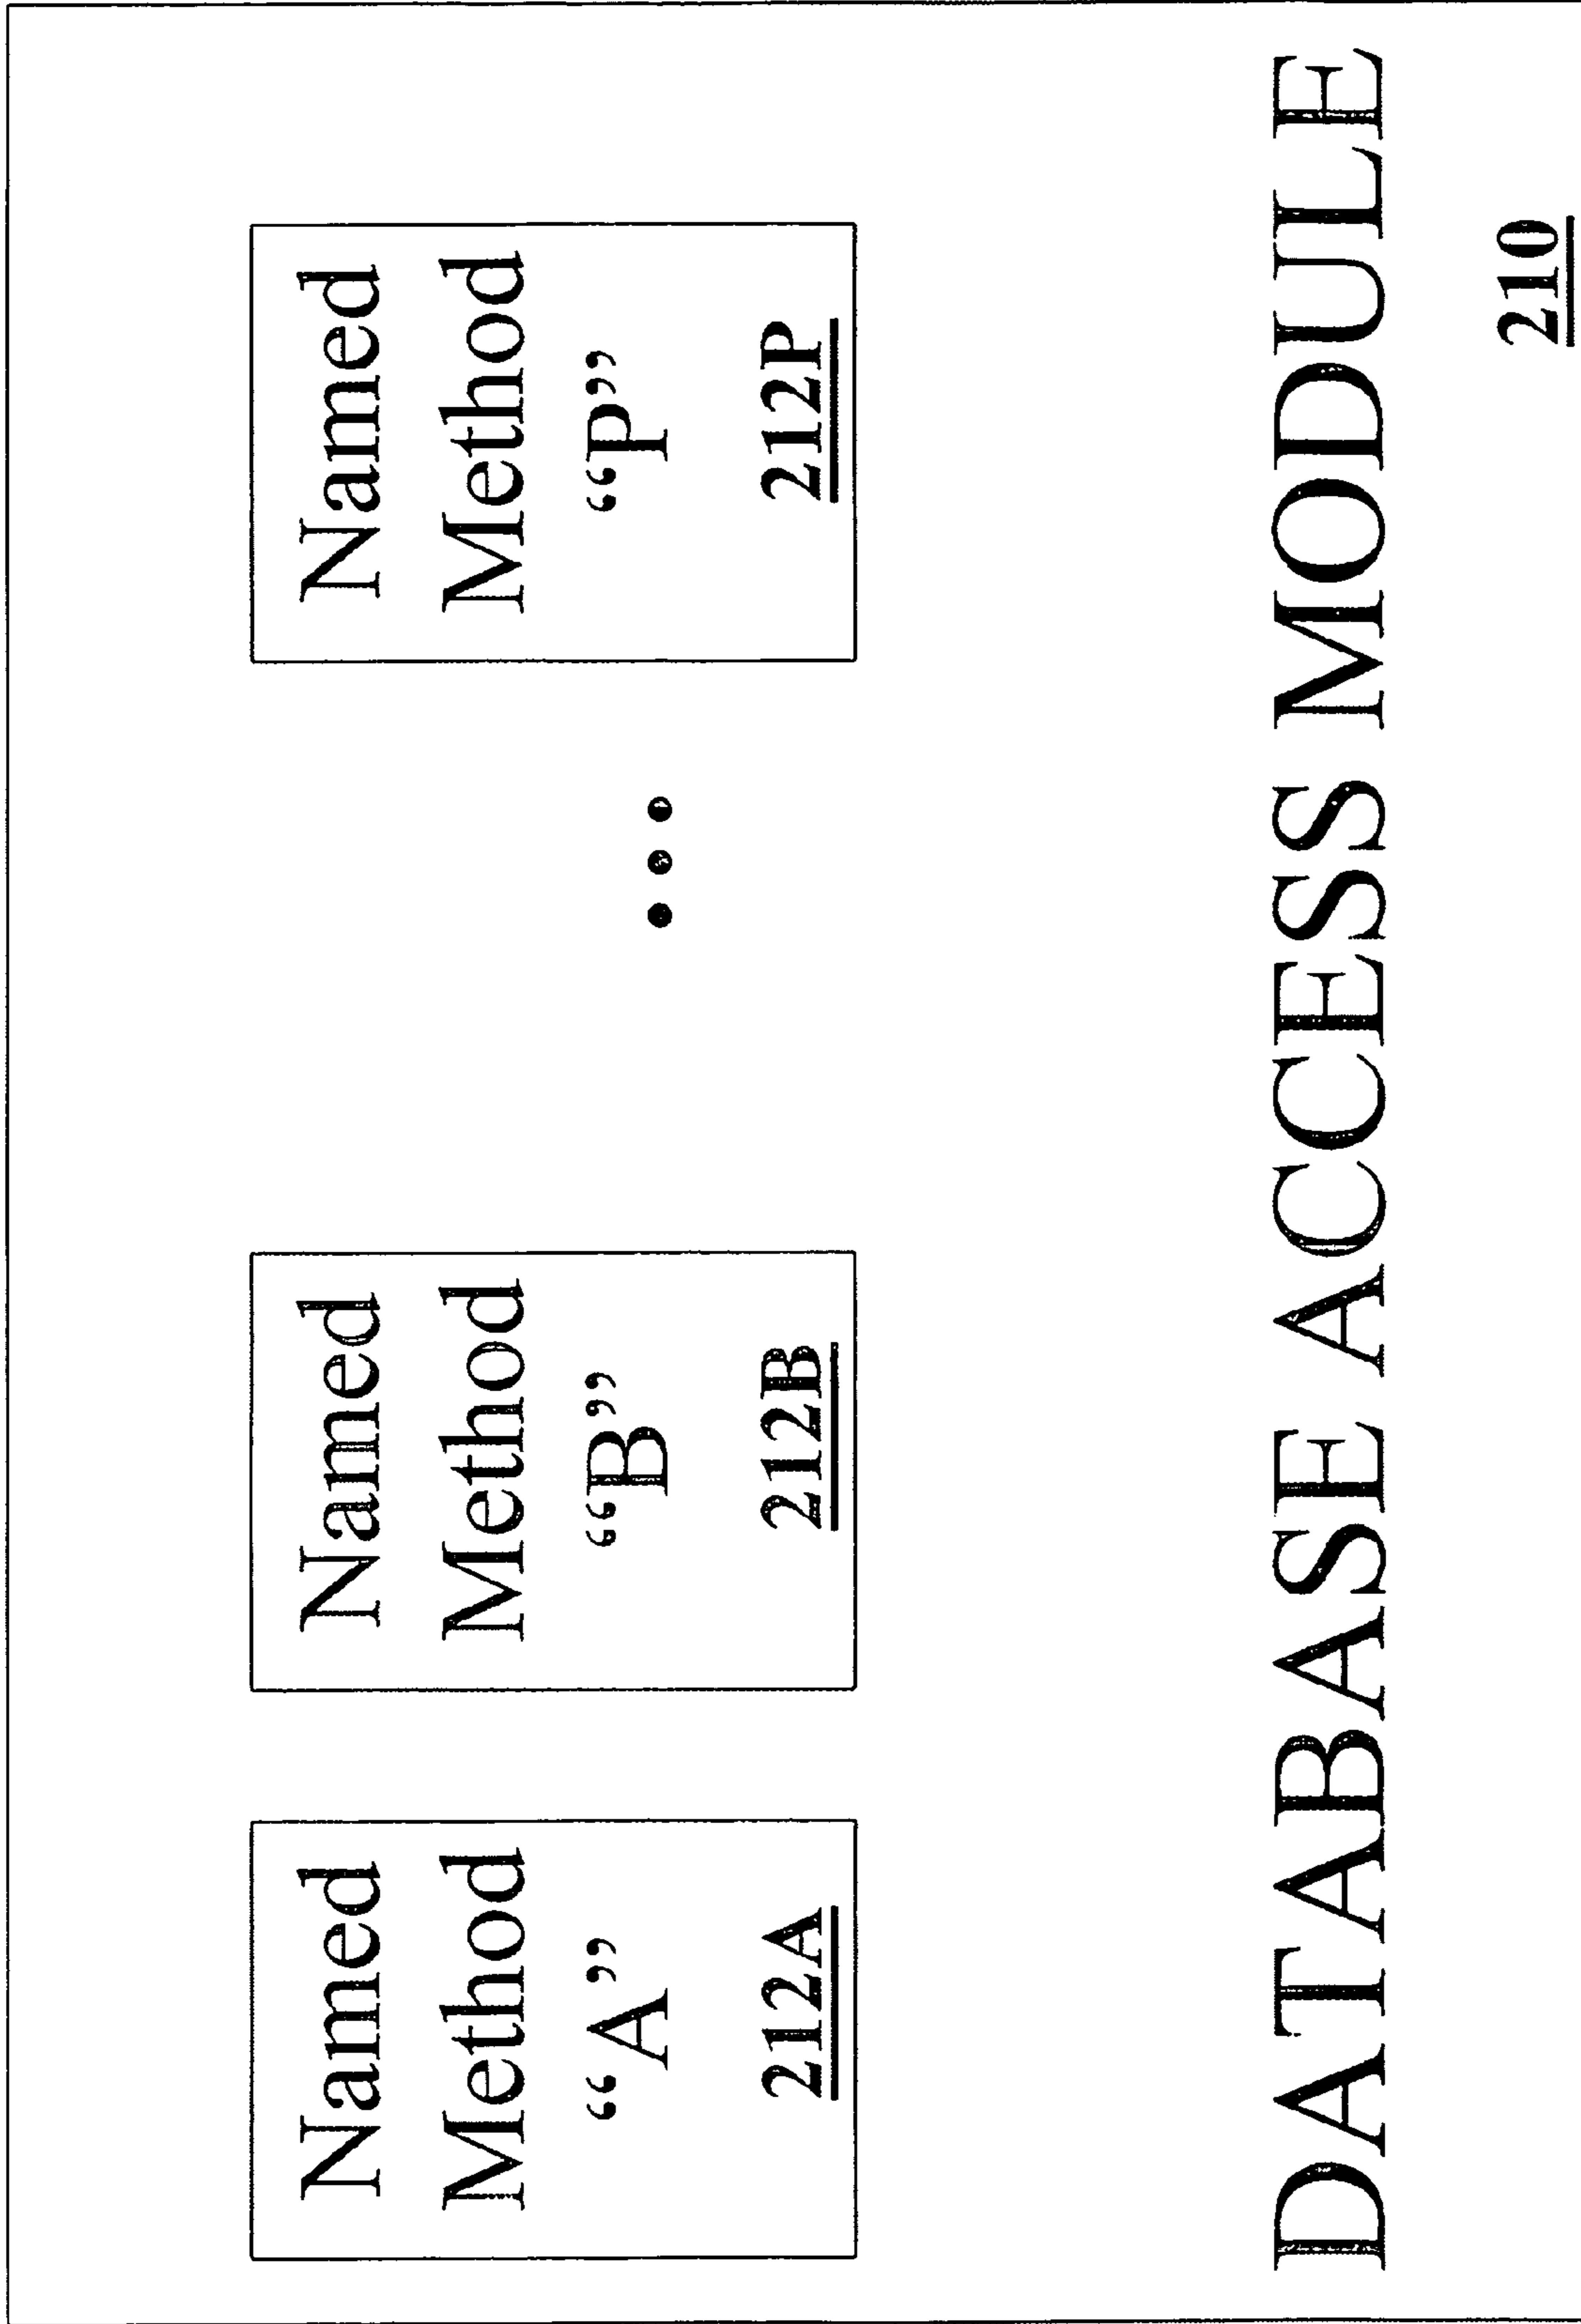 Named
Method
“A”
212A
Named
Method
“B”
212B
•••
Named
Method
“P”
212P
DATABASE ACCESS MODULE
210